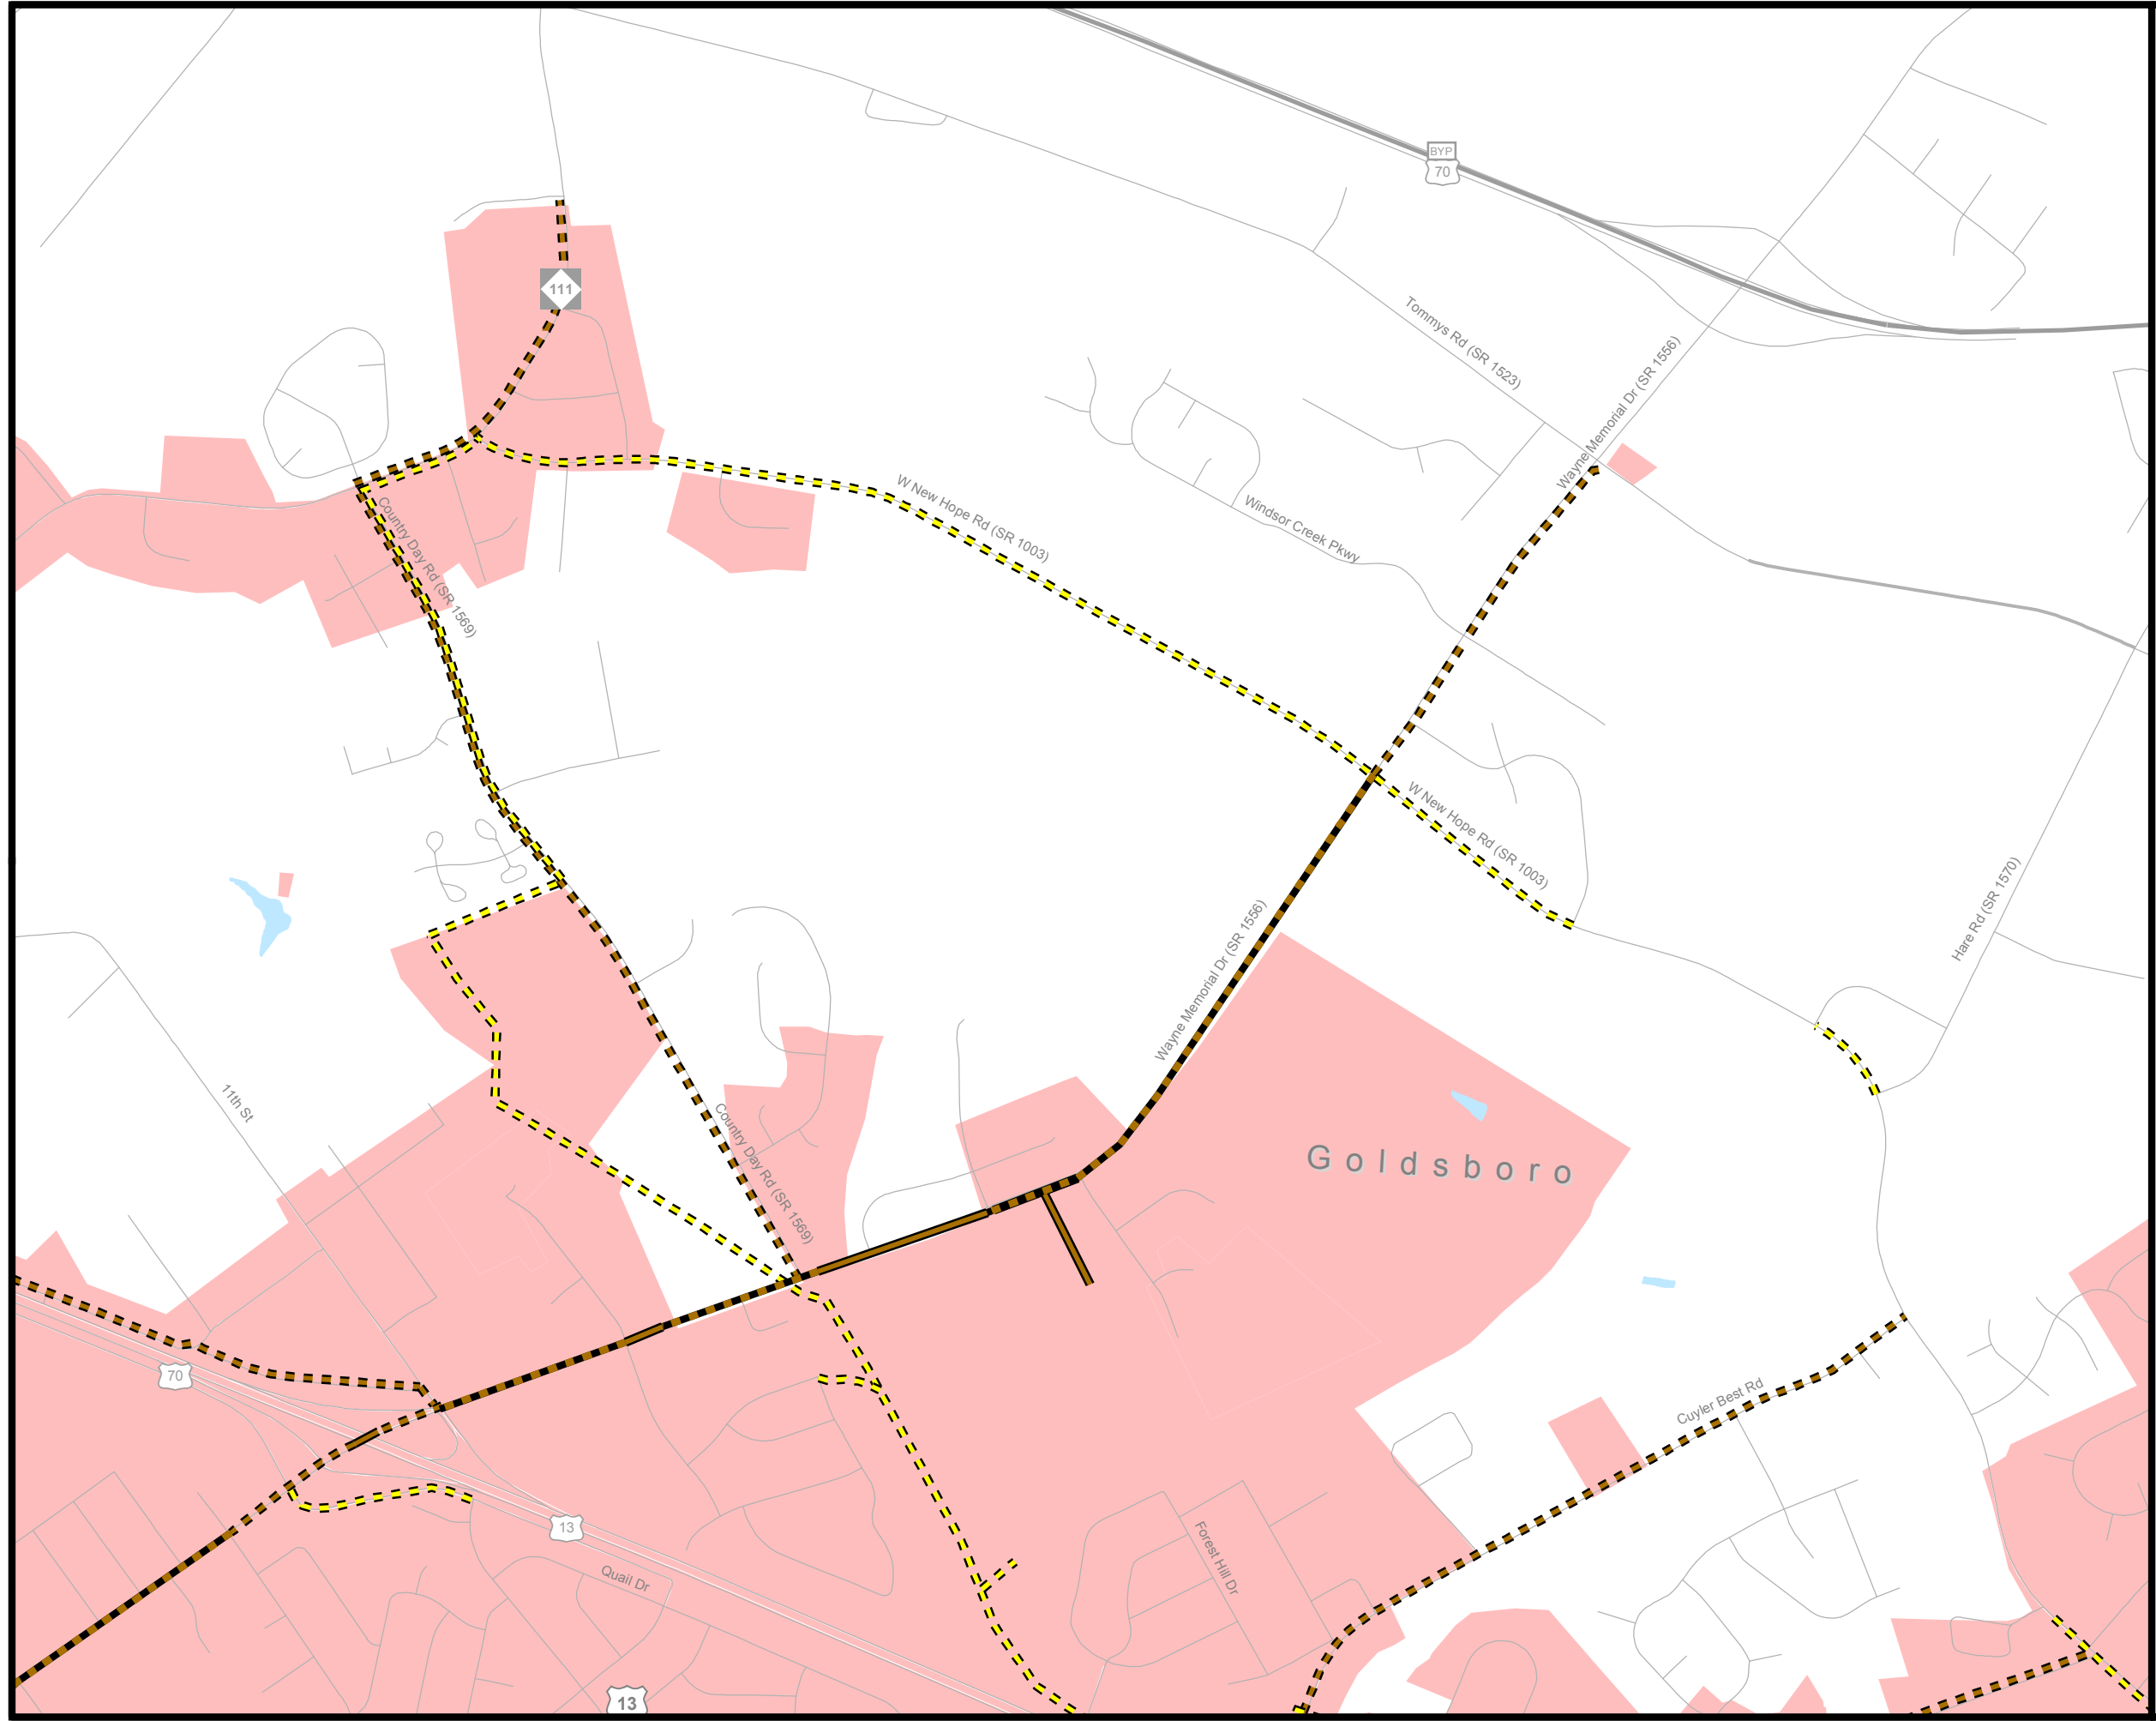 BYP
70
111
Tommys Rd (SR 1523)
Wayne Memorial Dr (SR 1556)
W New Hope Rd (SR 1003)
Windsor Creek Pkwy
Country Day Rd (SR 1569)
W New Hope Rd (SR 1003)
Hare Rd (SR 1570)
Wayne Memorial Dr (SR 1556)
11th St
Country Day Rd (SR 1569)
Goldsboro
70
Cuyler Best Rd
13
Forest Hill Dr
Quail Dr
13